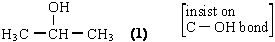 OH
H₃C — CH — CH₃ (1)
[insist on
C — OH bond]